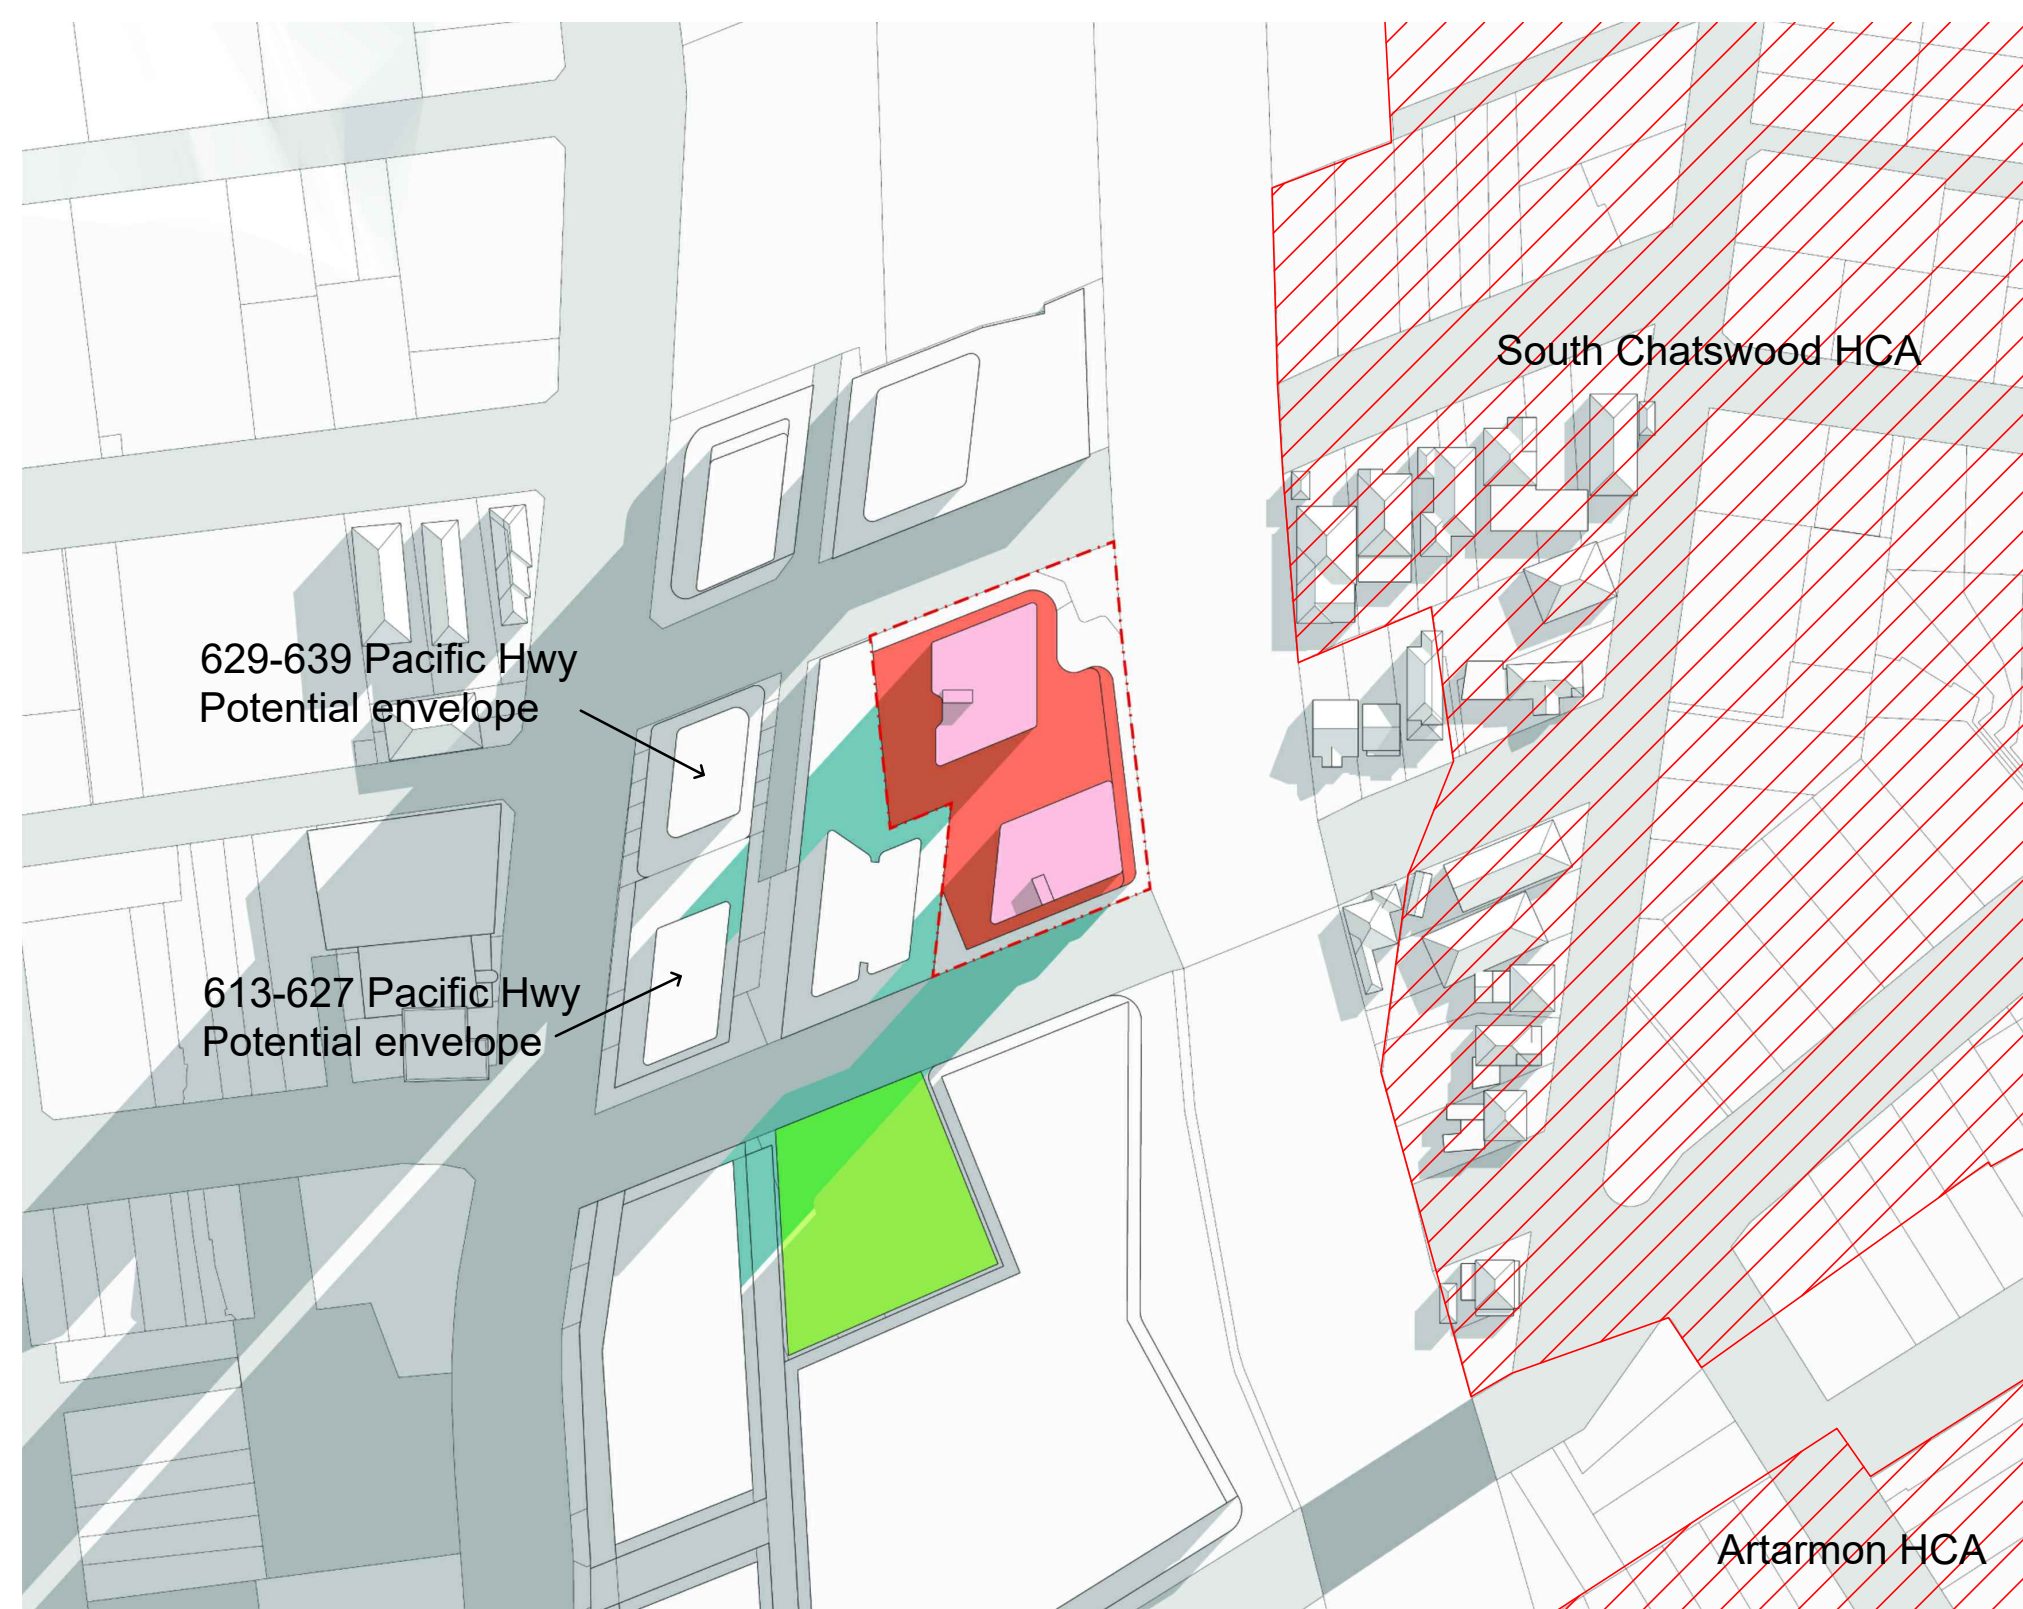 South Chatswood HCA
629-639 Pacific Hwy
Potential envelope
613-627 Pacific Hwy
Potential envelope
Artarmon HCA